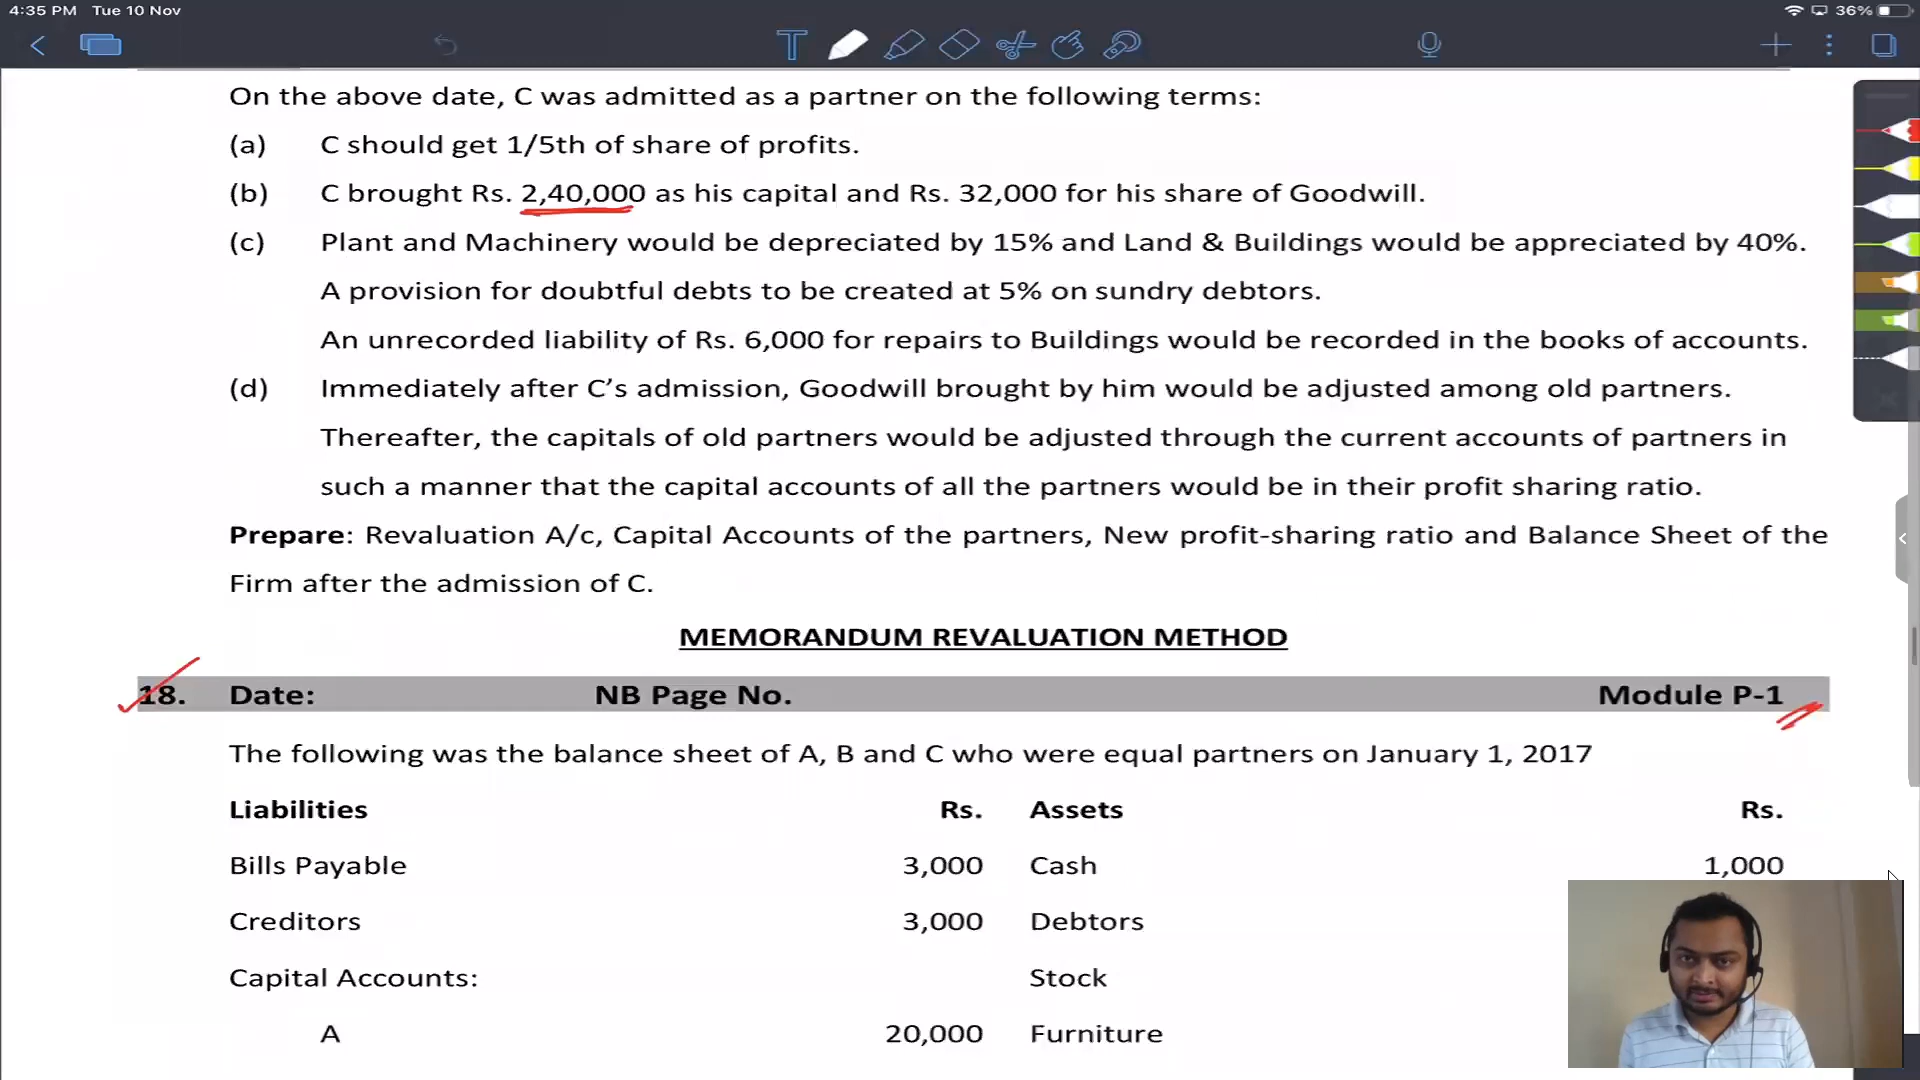 4:35 PM Tue 10 Nov
36%
On the above date, C was admitted as a partner on the following terms:
(a) C should get 1/5th of share of profits.
(b) C brought Rs. 2,40,000 as his capital and Rs. 32,000 for his share of Goodwill.
(c) Plant and Machinery would be depreciated by 15% and Land & Buildings would be appreciated by 40%.
A provision for doubtful debts to be created at 5% on sundry debtors.
An unrecorded liability of Rs. 6,000 for repairs to Buildings would be recorded in the books of accounts.
(d) Immediately after C’s admission, Goodwill brought by him would be adjusted among old partners.
Thereafter, the capitals of old partners would be adjusted through the current accounts of partners in
such a manner that the capital accounts of all the partners would be in their profit sharing ratio.
Prepare: Revaluation A/c, Capital Accounts of the partners, New profit-sharing ratio and Balance Sheet of the
Firm after the admission of C.
MEMORANDUM REVALUATION METHOD
18. Date: NB Page No. Module P-1
The following was the balance sheet of A, B and C who were equal partners on January 1, 2017
Liabilities Rs. Assets Rs.
Bills Payable 3,000 Cash 1,000
Creditors 3,000 Debtors
Capital Accounts: Stock
A 20,000 Furniture